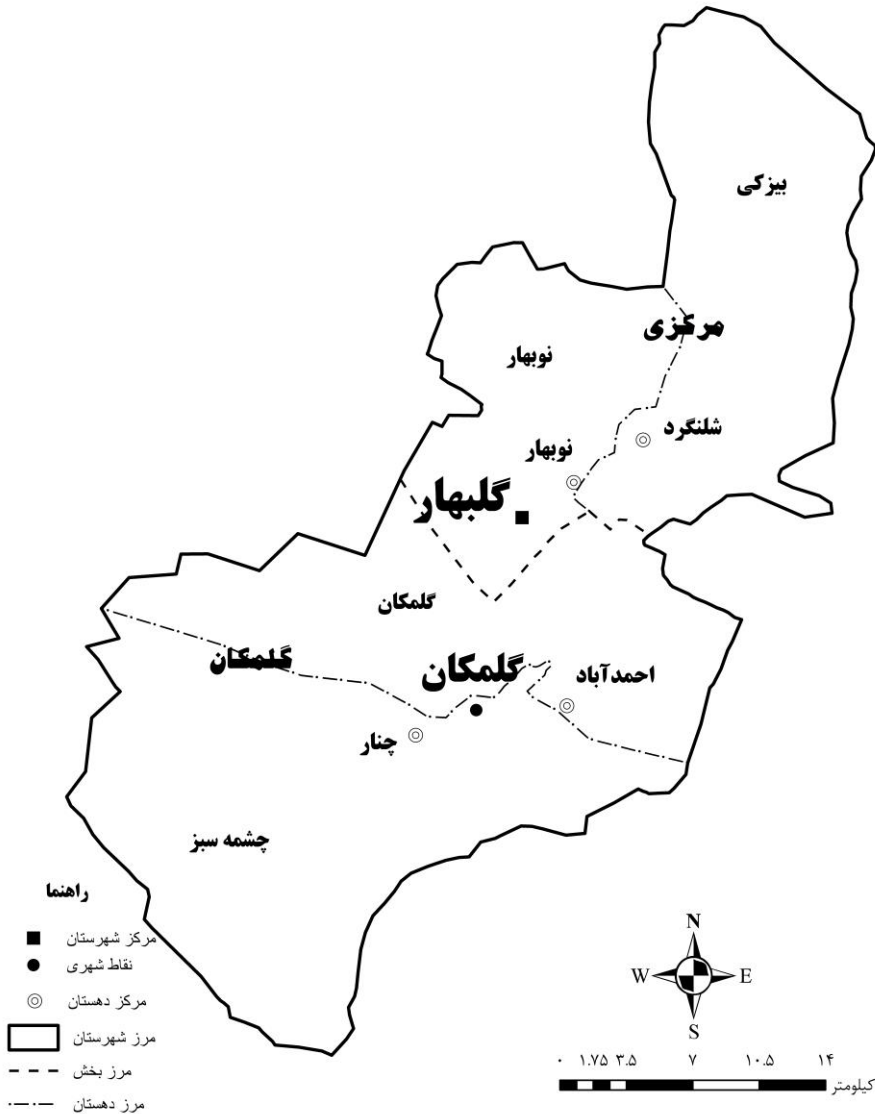 بیزکی
مرکزی
نوبهار
شلنگرد
نوبهار
گلبهار
گلمکان
گلمکان
گلمکان
احمدآباد
چنار
چشمه سبز
راهنما
مرکز شهرستان
نقاط شهری
مرکز دهستان
مرز شهرستان
مرز بخش
مرز دهستان
N
W E
S
۰ ۱.۷۵ ۳.۵ ۷ ۱۰.۵ ۱۴
کیلومتر